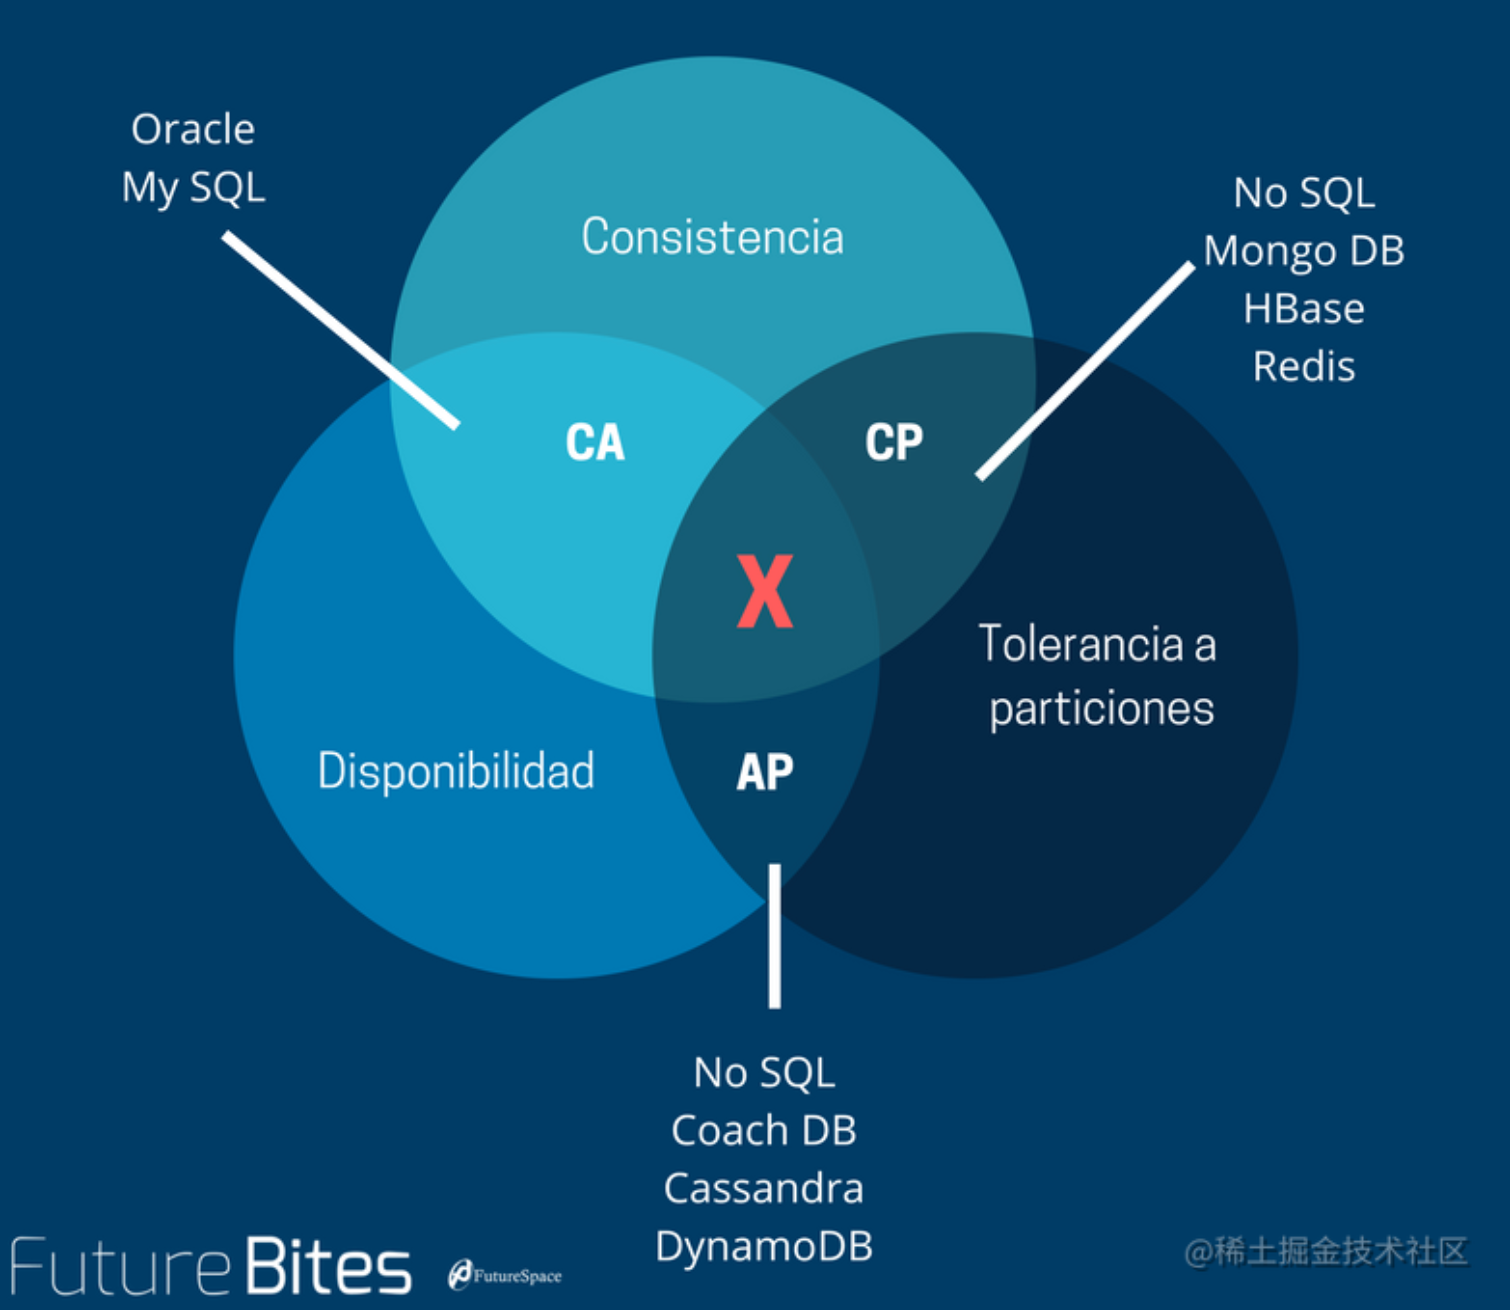 Oracle
My SQL
No SQL
Mongo DB
HBase
Redis
Consistencia
CA
CP
X
Tolerancia a
particiones
Disponibilidad
AP
No SQL
Coach DB
Cassandra
DynamoDB
Future Bites
FutureSpace
@稀土掘金技术社区